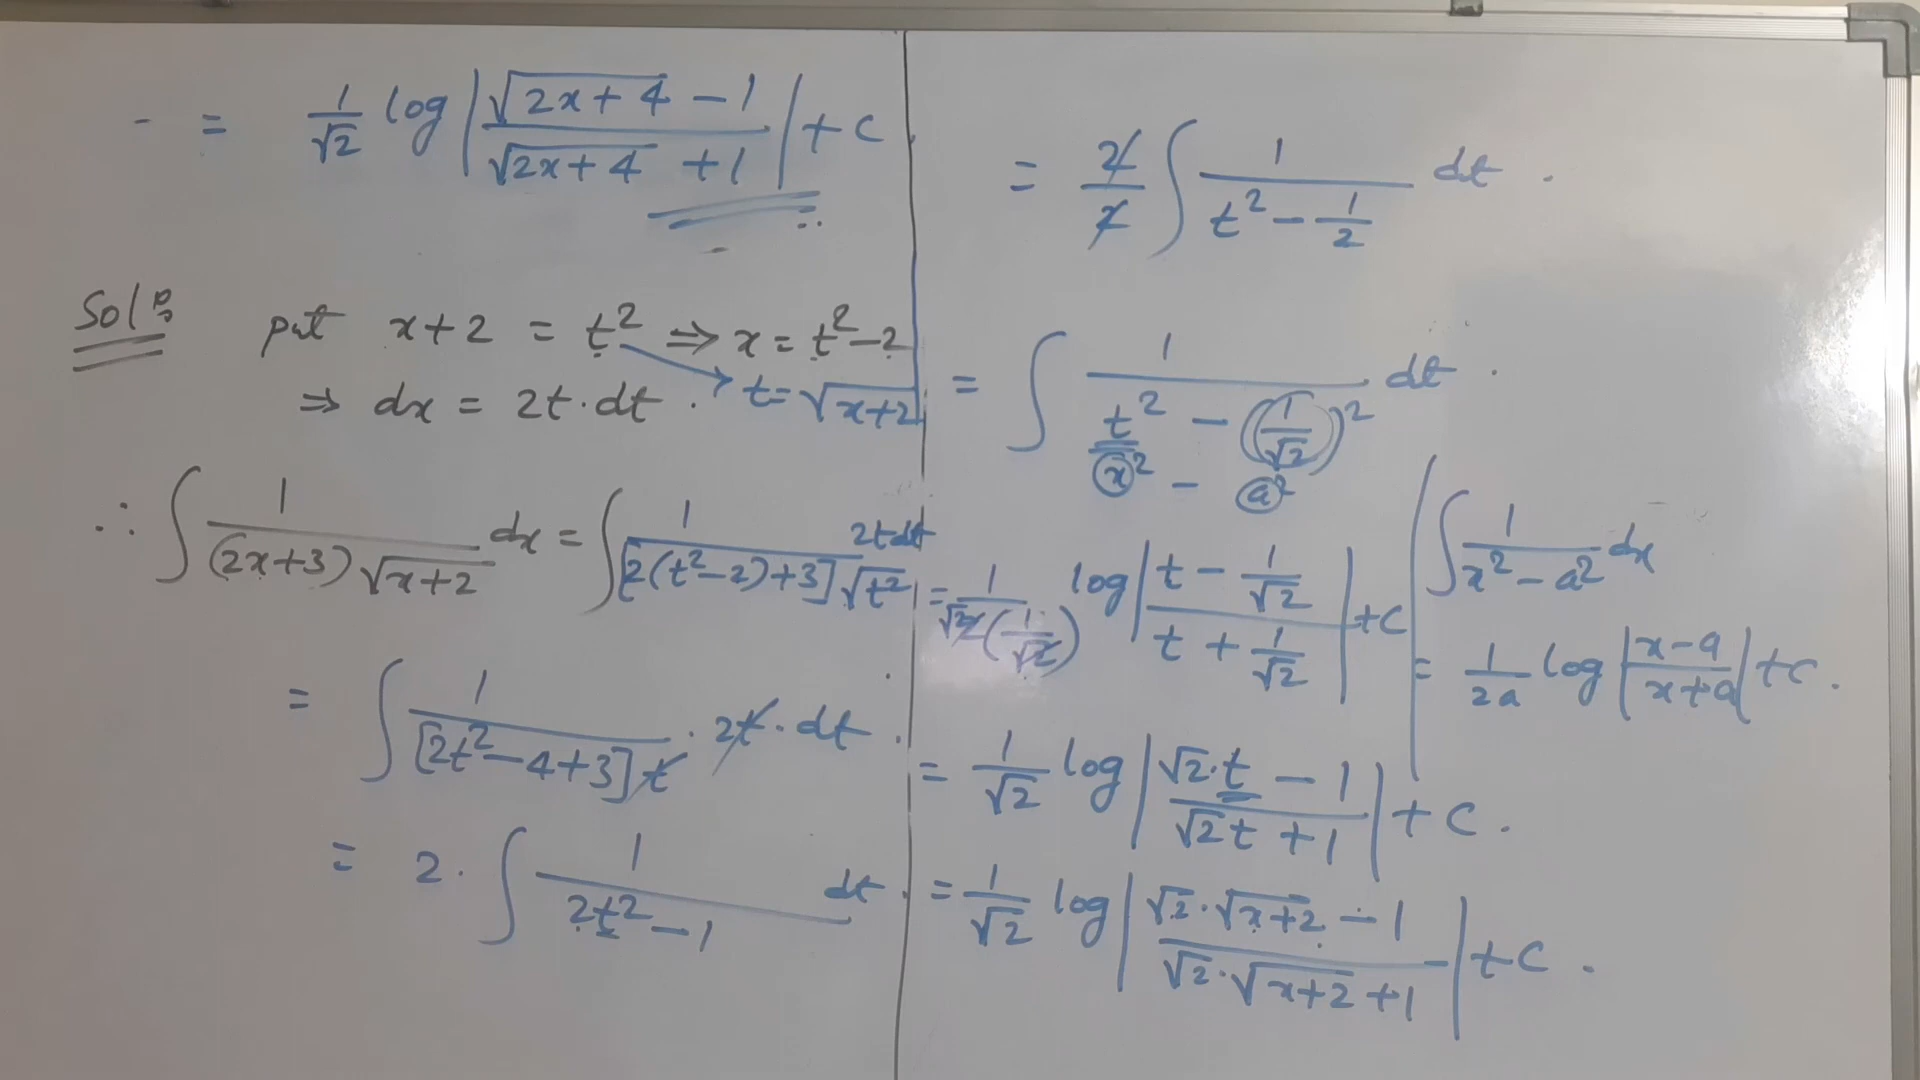 - = 1/√2 log |(√2x+4 - 1)/(√2x+4 + 1)| + c
Solⁿ: put x+2 = t² ⇒ x = t²-2
⇒ dx = 2t·dt. t = √x+2
∴ ∫ 1/((2x+3)√x+2) dx = ∫ 1/([2(t²-2)+3]√t²) 2tdt
= ∫ 1/([2t²-4+3]t) · 2t·dt.
= 2·∫ 1/(2t²-1) dt.
= 2/2 ∫ 1/(t² - 1/2) dt.
= ∫ 1/(t² - (1/√2)²) dt.
x² - a²
= 1/(2(1/√2)) log |(t - 1/√2)/(t + 1/√2)| + c
√2
∫ 1/(x²-a²) dx
= 1/2a log |(x-a)/(x+a)| + c.
= 1/√2 log |(√2·t - 1)/(√2t + 1)| + c.
= 1/√2 log |(√2·√x+2 - 1)/(√2·√x+2 + 1)| + c.